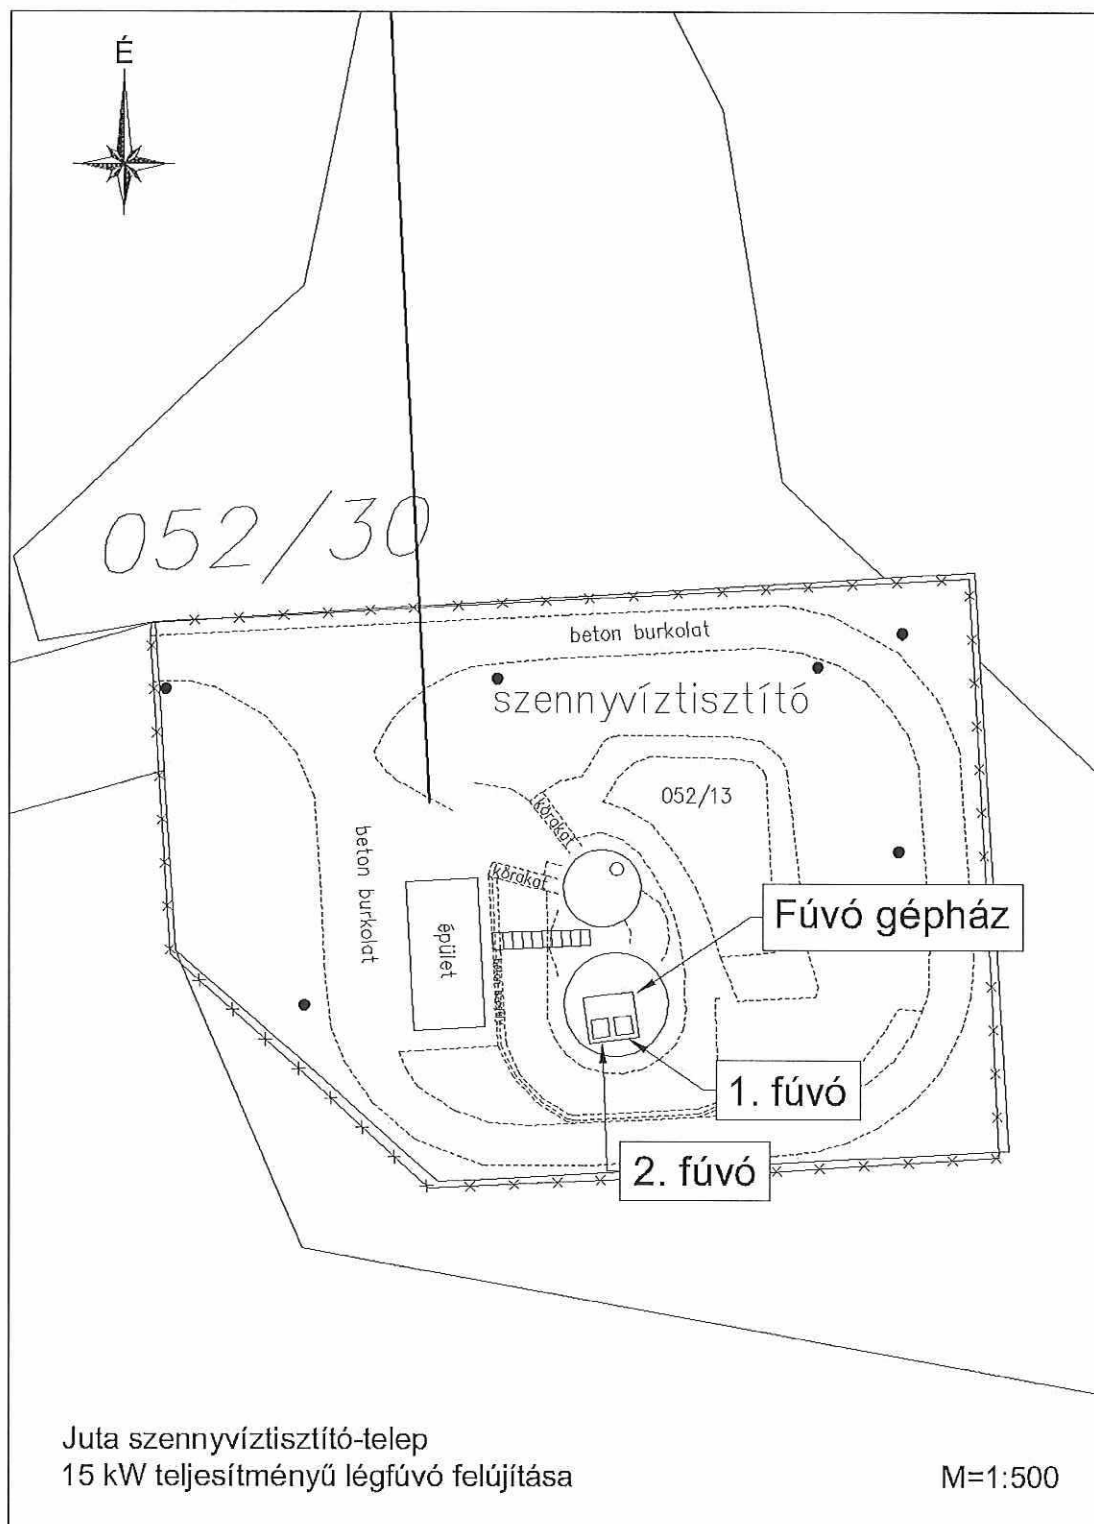 É
052/30
beton burkolat
szennyvíztisztító
052/13
kőrakat
kőrakat
beton burkolat
épület
Fúvó gépház
1. fúvó
2. fúvó
Juta szennyvíztisztító-telep
15 kW teljesítményű légfúvó felújítása
M=1:500